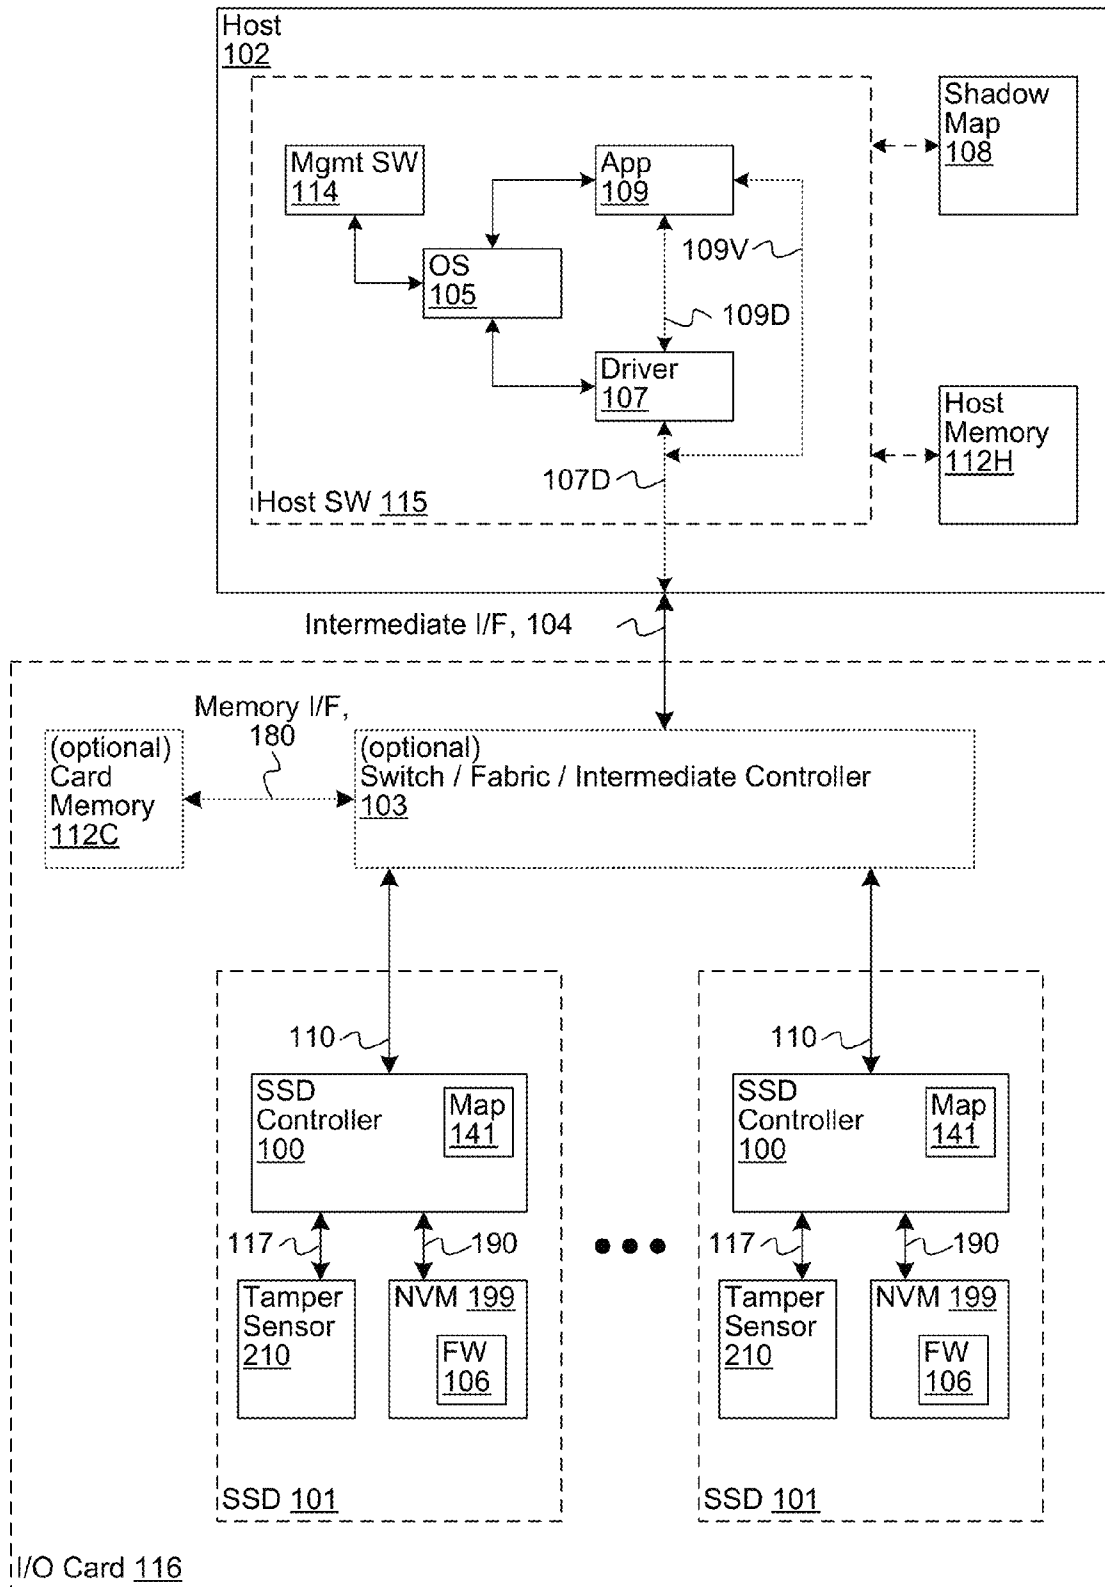 Host
102
Shadow
Map
108
Mgmt SW
114
App
109
109V
OS
105
109D
Driver
107
Host
Memory
112H
107D
Host SW 115
Intermediate I/F, 104
Memory I/F,
180
(optional)
Card
Memory
112C
(optional)
Switch / Fabric / Intermediate Controller
103
110
110
SSD
Controller
100
Map
141
SSD
Controller
100
Map
141
117
190
117
190
Tamper
Sensor
210
NVM 199
FW
106
Tamper
Sensor
210
NVM 199
FW
106
SSD 101
SSD 101
I/O Card 116